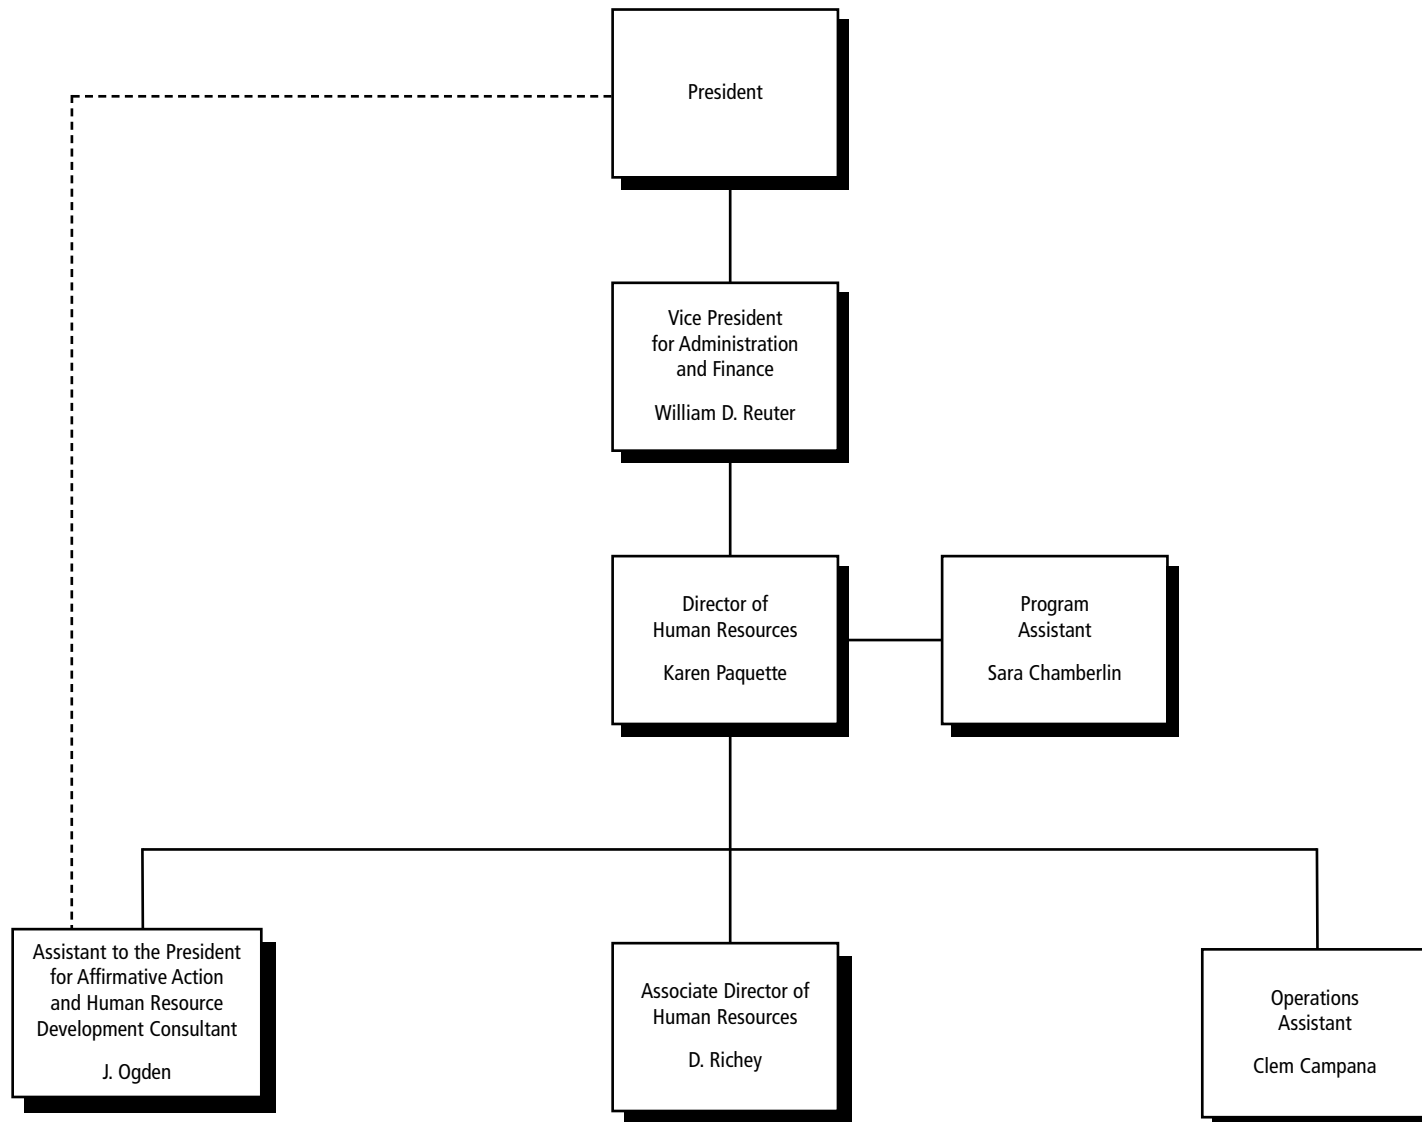 President
Vice President
for Administration
and Finance
William D. Reuter
Director of
Human Resources
Karen Paquette
Program
Assistant
Sara Chamberlin
Assistant to the President
for Affirmative Action
and Human Resource
Development Consultant
J. Ogden
Associate Director of
Human Resources
D. Richey
Operations
Assistant
Clem Campana